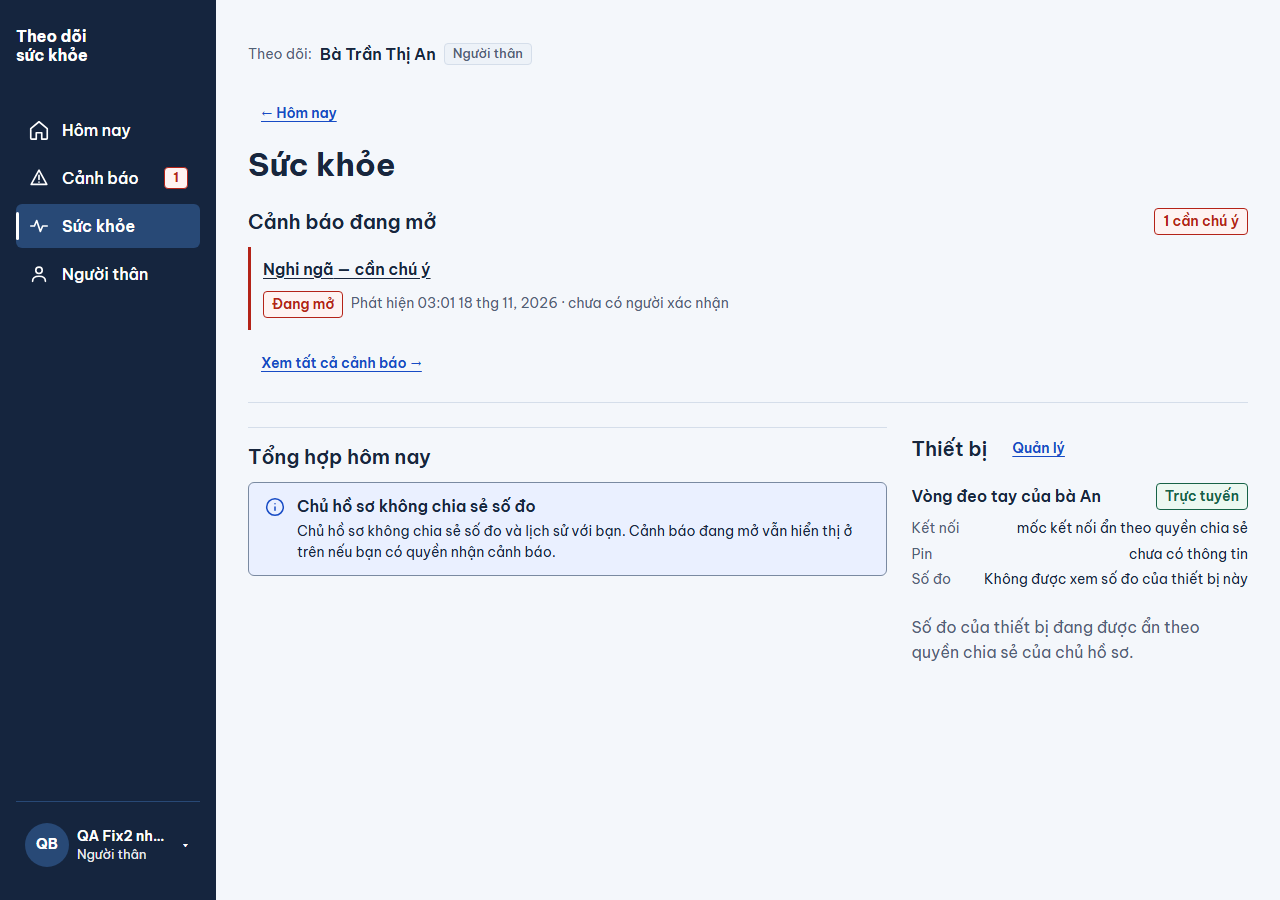 Theo dõi
sức khỏe
Hôm nay
Cảnh báo 1
Sức khỏe
Người thân
QB
QA Fix2 nh...
Người thân
Theo dõi: Bà Trần Thị An Người thân
← Hôm nay
Sức khỏe
Cảnh báo đang mở
1 cần chú ý
Nghi ngã — cần chú ý
Đang mở Phát hiện 03:01 18 thg 11, 2026 · chưa có người xác nhận
Xem tất cả cảnh báo →
Tổng hợp hôm nay
Chủ hồ sơ không chia sẻ số đo
Chủ hồ sơ không chia sẻ số đo và lịch sử với bạn. Cảnh báo đang mở vẫn hiển thị ở
trên nếu bạn có quyền nhận cảnh báo.
Thiết bị Quản lý
Vòng đeo tay của bà An Trực tuyến
Kết nối mốc kết nối ẩn theo quyền chia sẻ
Pin chưa có thông tin
Số đo Không được xem số đo của thiết bị này
Số đo của thiết bị đang được ẩn theo
quyền chia sẻ của chủ hồ sơ.